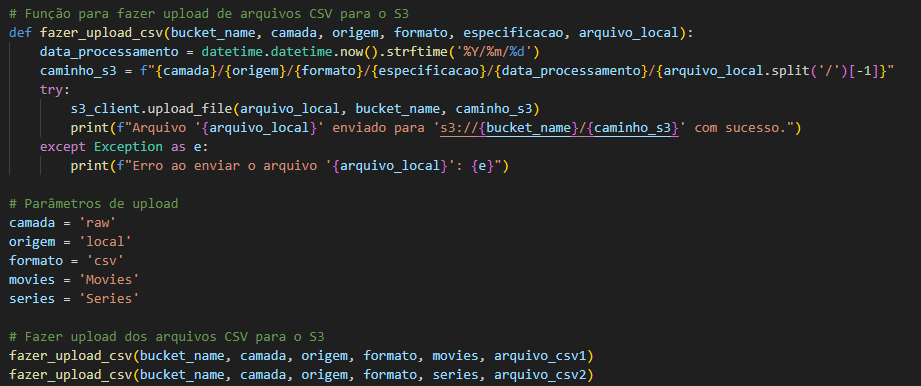 # Função para fazer upload de arquivos CSV para o S3
def fazer_upload_csv(bucket_name, camada, origem, formato, especificacao, arquivo_local):
    data_processamento = datetime.datetime.now().strftime('%Y/%m/%d')
    caminho_s3 = f"{camada}/{origem}/{formato}/{especificacao}/{data_processamento}/{arquivo_local.split('/')[-1]}"
    try:
        s3_client.upload_file(arquivo_local, bucket_name, caminho_s3)
        print(f"Arquivo '{arquivo_local}' enviado para 's3://{bucket_name}/{caminho_s3}' com sucesso.")
    except Exception as e:
        print(f"Erro ao enviar o arquivo '{arquivo_local}': {e}")

# Parâmetros de upload
camada = 'raw'
origem = 'local'
formato = 'csv'
movies = 'Movies'
series = 'Series'

# Fazer upload dos arquivos CSV para o S3
fazer_upload_csv(bucket_name, camada, origem, formato, movies, arquivo_csv1)
fazer_upload_csv(bucket_name, camada, origem, formato, series, arquivo_csv2)